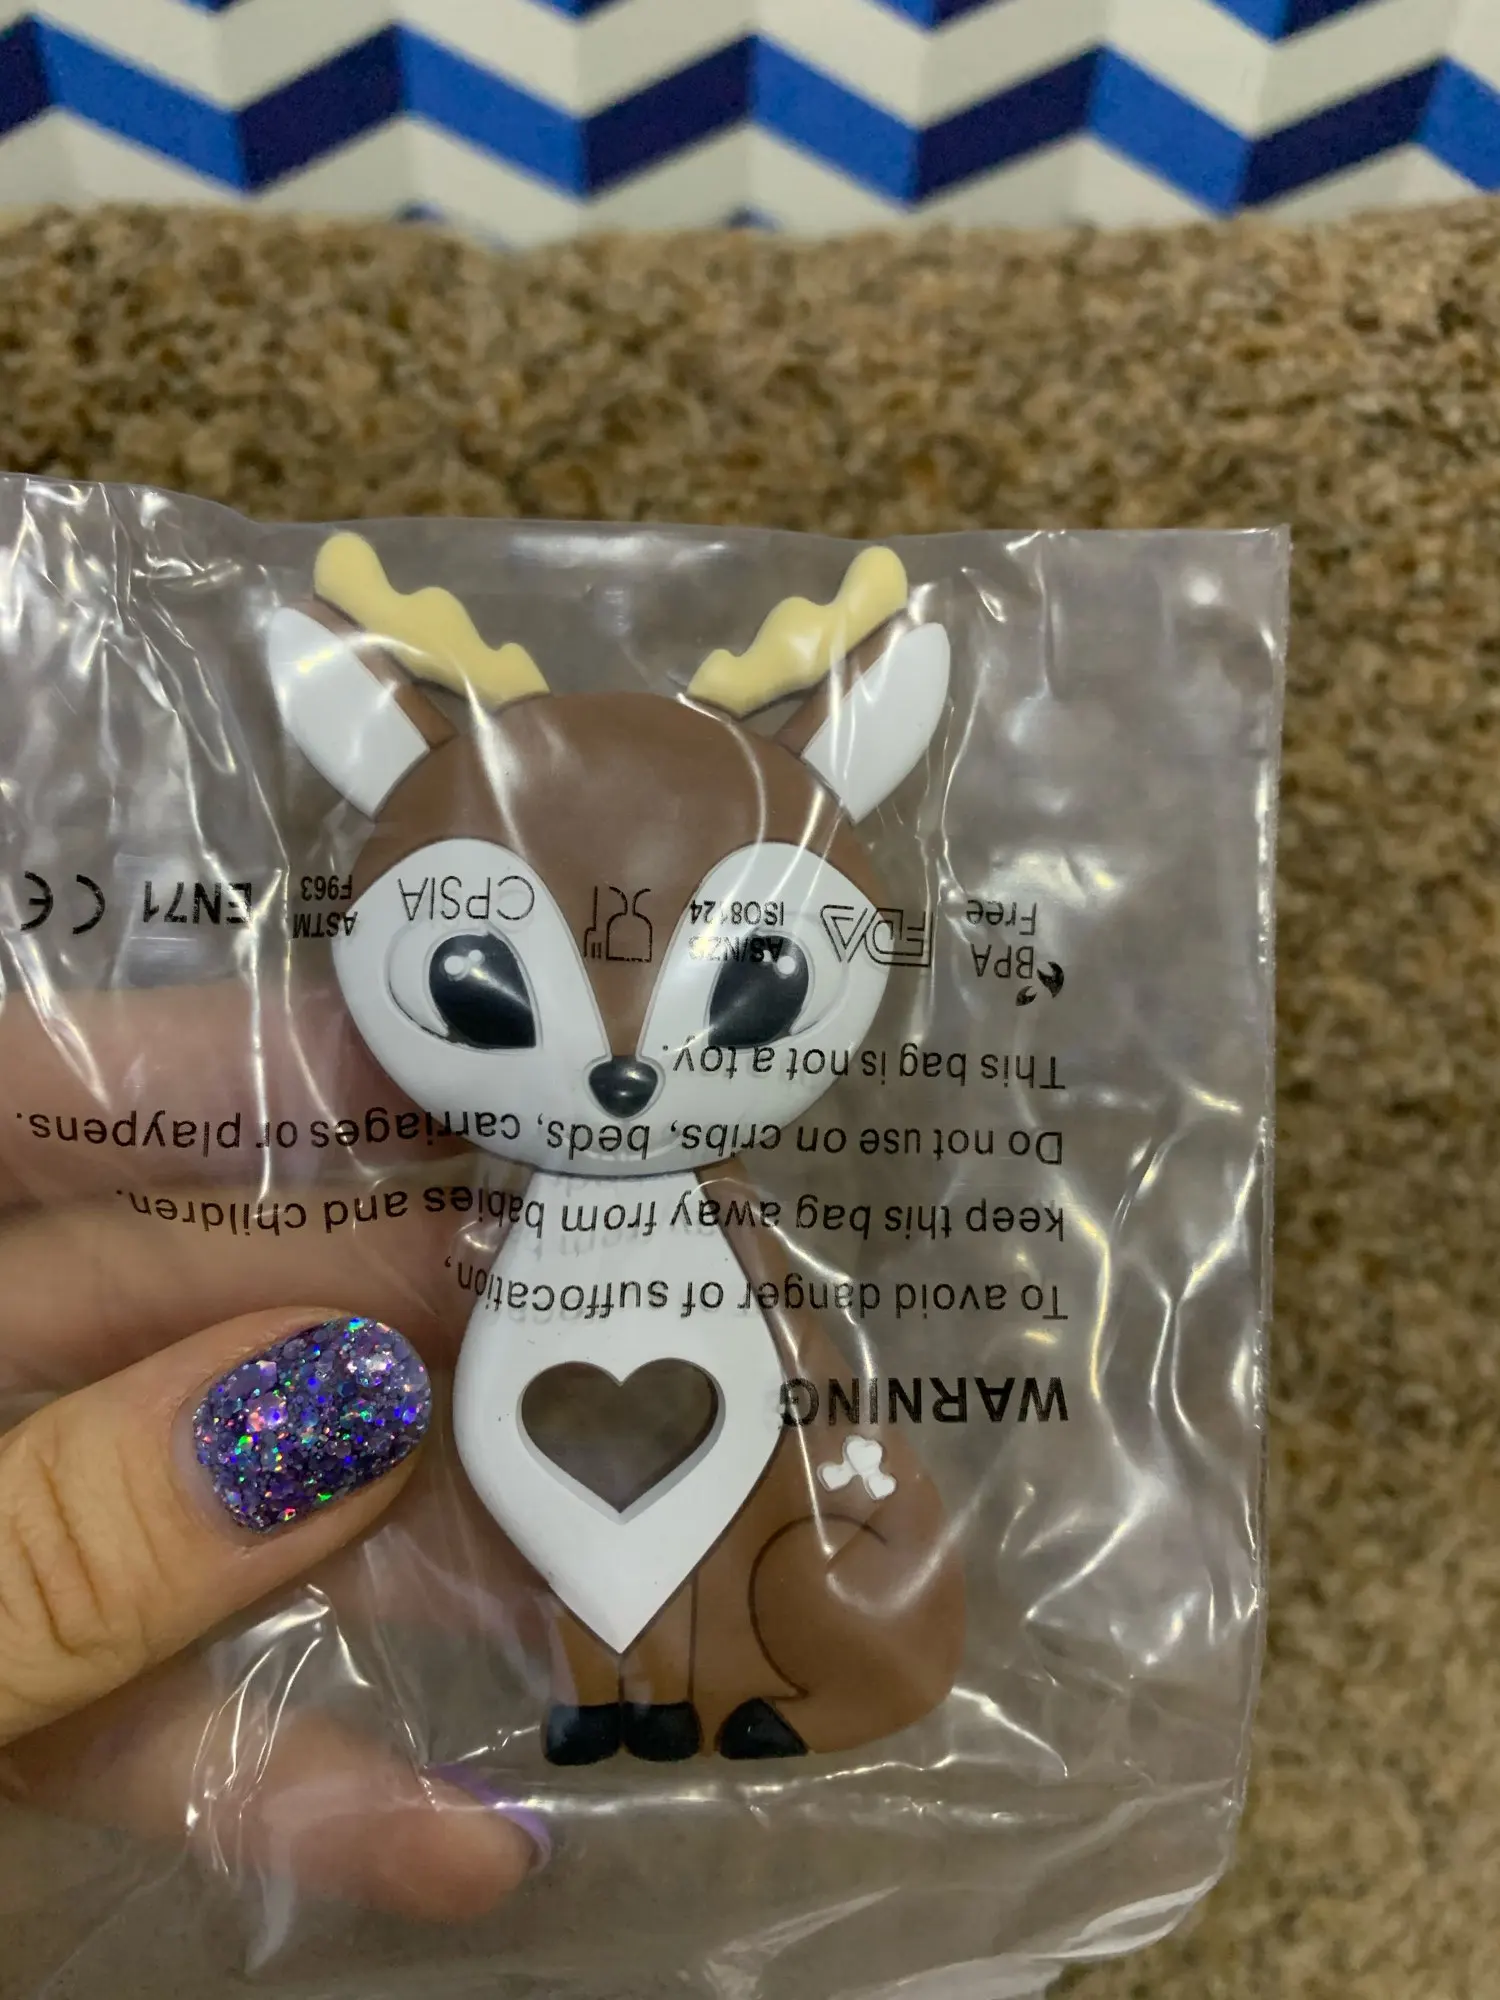 WARNING
To avoid danger of suffocation,
keep this bag away from babies and children.
Do not use on cribs, beds, carriages or playpens.
This bag is not a toy.
BPA Free FDA AS/NZS ISO8124 CPSIA ASTM F963 EN71 CE